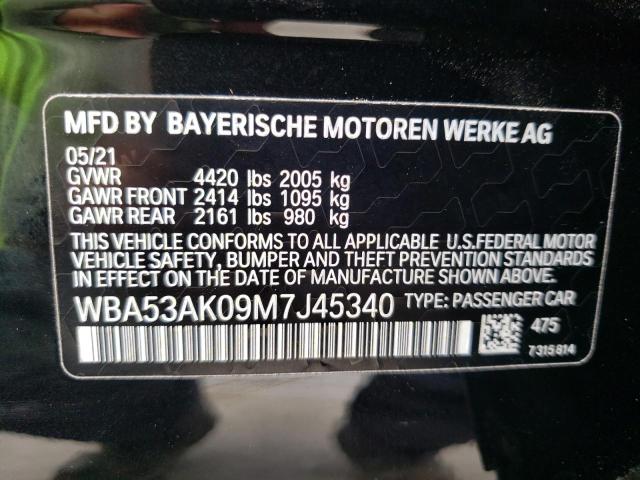 MFD BY BAYERISCHE MOTOREN WERKE AG
05/21
GVWR 4420 lbs 2005 kg
GAWR FRONT 2414 lbs 1095 kg
GAWR REAR 2161 lbs 980 kg
THIS VEHICLE CONFORMS TO ALL APPLICABLE U.S.FEDERAL MOTOR
VEHICLE SAFETY, BUMPER AND THEFT PREVENTION STANDARDS
IN EFFECT ON THE DATE OF MANUFACTURE SHOWN ABOVE.
WBA53AK09M7J45340 TYPE: PASSENGER CAR
475
7315814